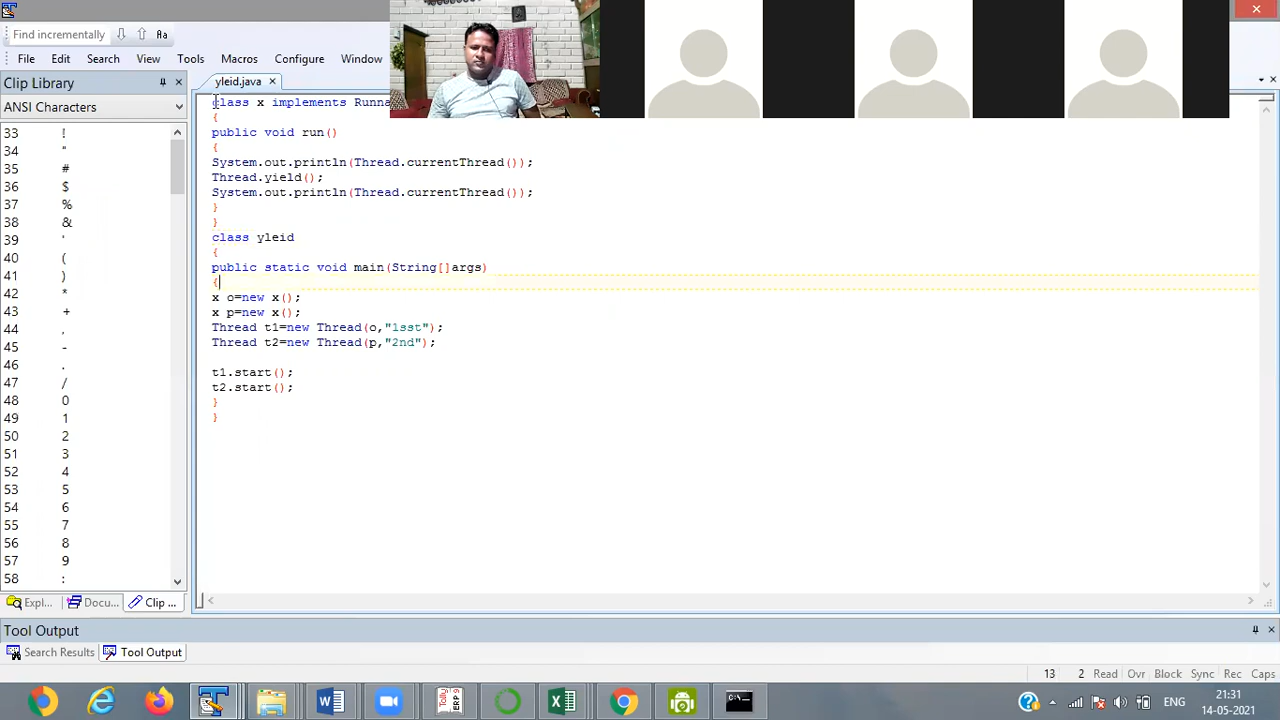 Find incrementally
Aa
File Edit Search View Tools Macros Configure Window
Clip Library
ANSI Characters
33 !
34 "
35 #
36 $
37 %
38 &
39 '
40 (
41 )
42 *
43 +
44 ,
45 -
46 .
47 /
48 0
49 1
50 2
51 3
52 4
53 5
54 6
55 7
56 8
57 9
58 :
Expl... Docu... Clip ...
yleid.java
class x implements Runna
{
public void run()
{
System.out.println(Thread.currentThread());
Thread.yield();
System.out.println(Thread.currentThread());
}
}
class yleid
{
public static void main(String[]args)
{
x o=new x();
x p=new x();
Thread t1=new Thread(o,"1sst");
Thread t2=new Thread(p,"2nd");
t1.start();
t2.start();
}
}
Tool Output
Search Results Tool Output
13 2 Read Ovr Block Sync Rec Caps
Tally ERP 9
ENG
21:31
14-05-2021